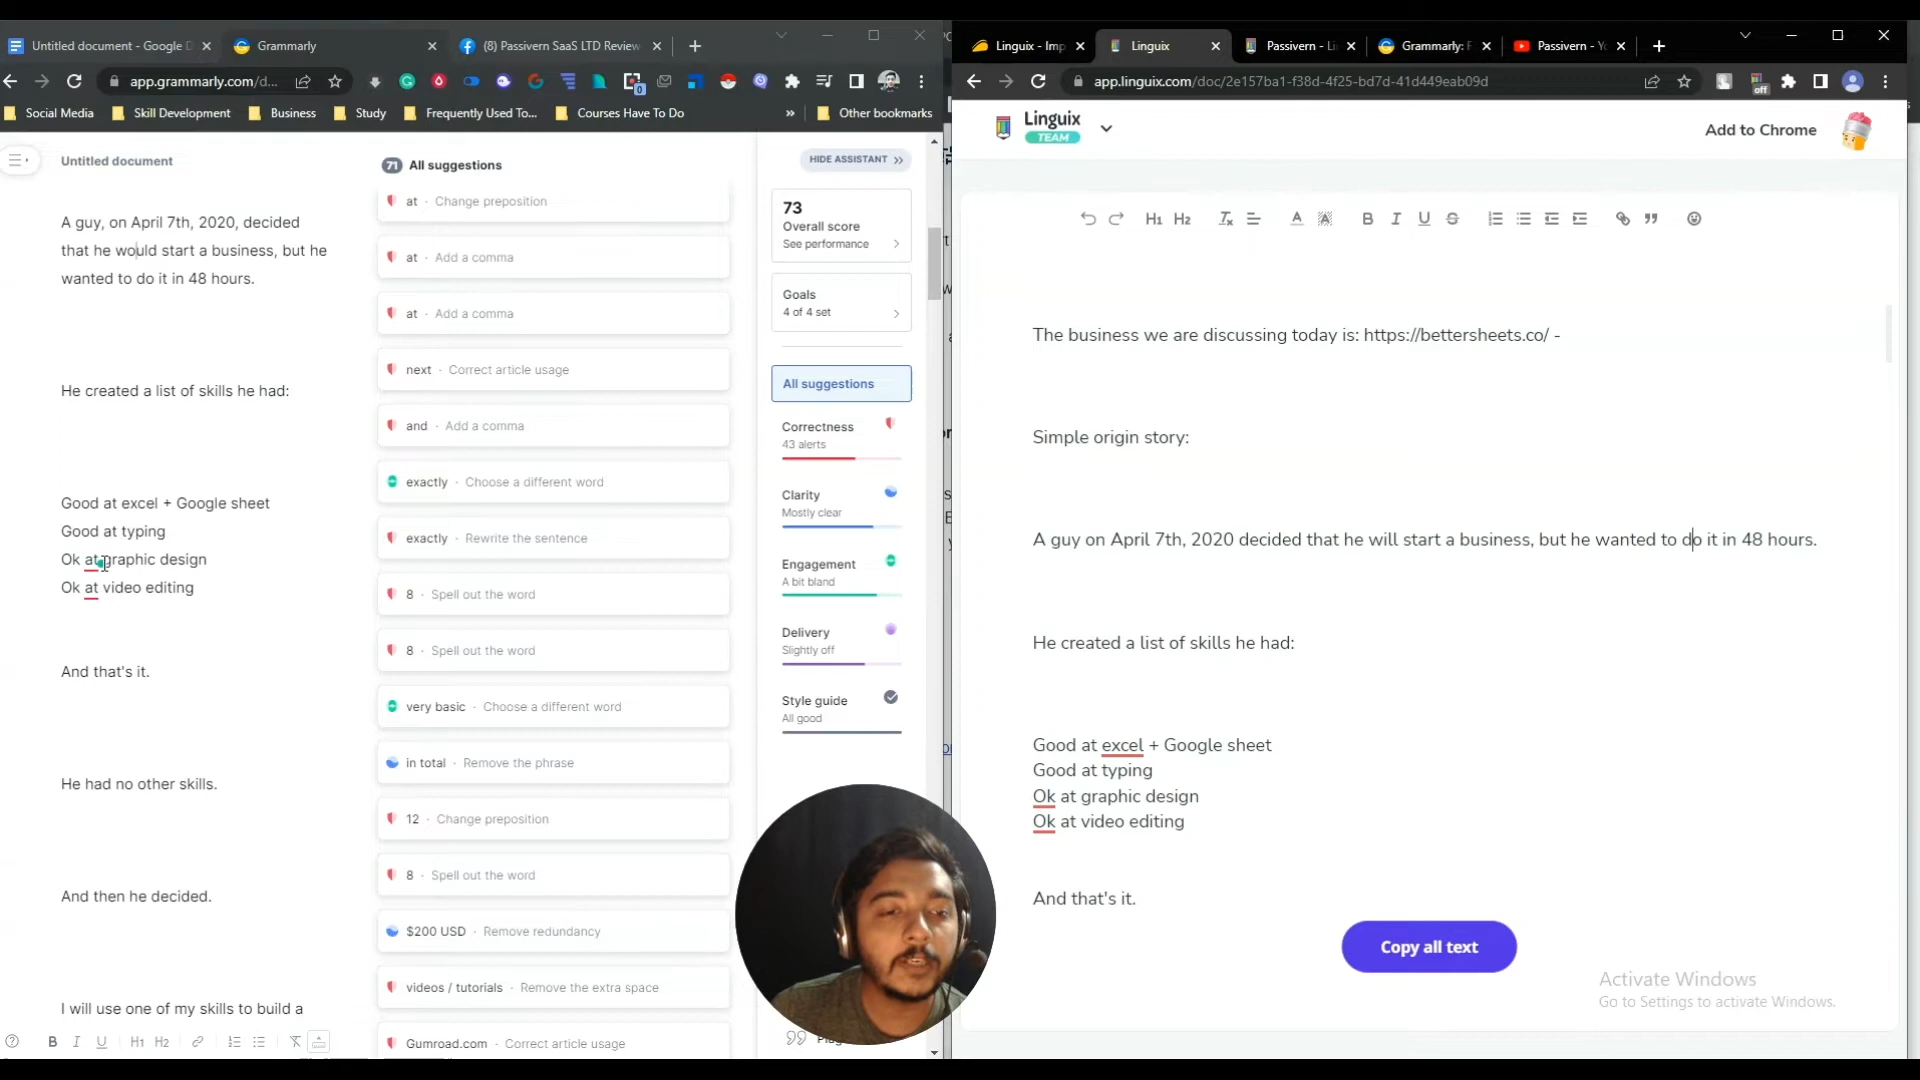 Untitled document - Google D
Grammarly
(8) Passivern SaaS LTD Review
app.grammarly.com/d...
Social Media
Skill Development
Business
Study
Frequently Used To...
Courses Have To Do
»
Other bookmarks
Untitled document
A guy, on April 7th, 2020, decided
that he would start a business, but he
wanted to do it in 48 hours.
He created a list of skills he had:
Good at excel + Google sheet
Good at typing
Ok at graphic design
Ok at video editing
And that's it.
He had no other skills.
And then he decided.
I will use one of my skills to build a
B I U H1 H2
71 All suggestions
at · Change preposition
at · Add a comma
at · Add a comma
next · Correct article usage
and · Add a comma
exactly · Choose a different word
exactly · Rewrite the sentence
8 · Spell out the word
8 · Spell out the word
very basic · Choose a different word
in total · Remove the phrase
12 · Change preposition
8 · Spell out the word
$200 USD · Remove redundancy
videos / tutorials · Remove the extra space
Gumroad.com · Correct article usage
HIDE ASSISTANT
73
Overall score
See performance
Goals
4 of 4 set
All suggestions
Correctness
43 alerts
Clarity
Mostly clear
Engagement
A bit bland
Delivery
Slightly off
Style guide
All good
Linguix - Imp
Linguix
Passivern - Li
Grammarly: F
Passivern - Yo
app.linguix.com/doc/2e157ba1-f38d-4f25-bd7d-41d449eab09d
off
Linguix
TEAM
Add to Chrome
H1 H2 B I U S
The business we are discussing today is: https://bettersheets.co/ -
Simple origin story:
A guy on April 7th, 2020 decided that he will start a business, but he wanted to do it in 48 hours.
He created a list of skills he had:
Good at excel + Google sheet
Good at typing
Ok at graphic design
Ok at video editing
And that's it.
Copy all text
Activate Windows
Go to Settings to activate Windows.